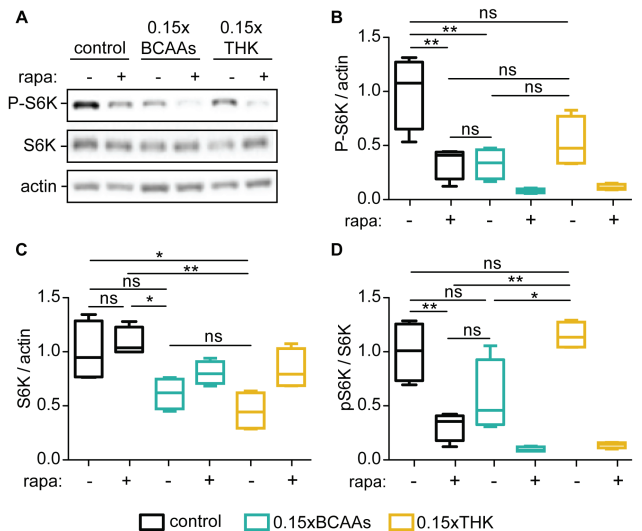 A
control
0.15x
BCAAs
0.15x
THK
rapa: - + - + - +
P-S6K
S6K
actin
B
ns
**
**
ns
ns
ns
P-S6K / actin
1.5
1.0
0.5
0.0
rapa: - + - + - +
C
*
**
ns
ns
*
ns
S6K / actin
1.5
1.0
0.5
0.0
rapa: - + - + - +
D
ns
**
ns
*
**
ns
pS6K / S6K
1.5
1.0
0.5
0.0
rapa: - + - + - +
control 0.15xBCAAs 0.15xTHK